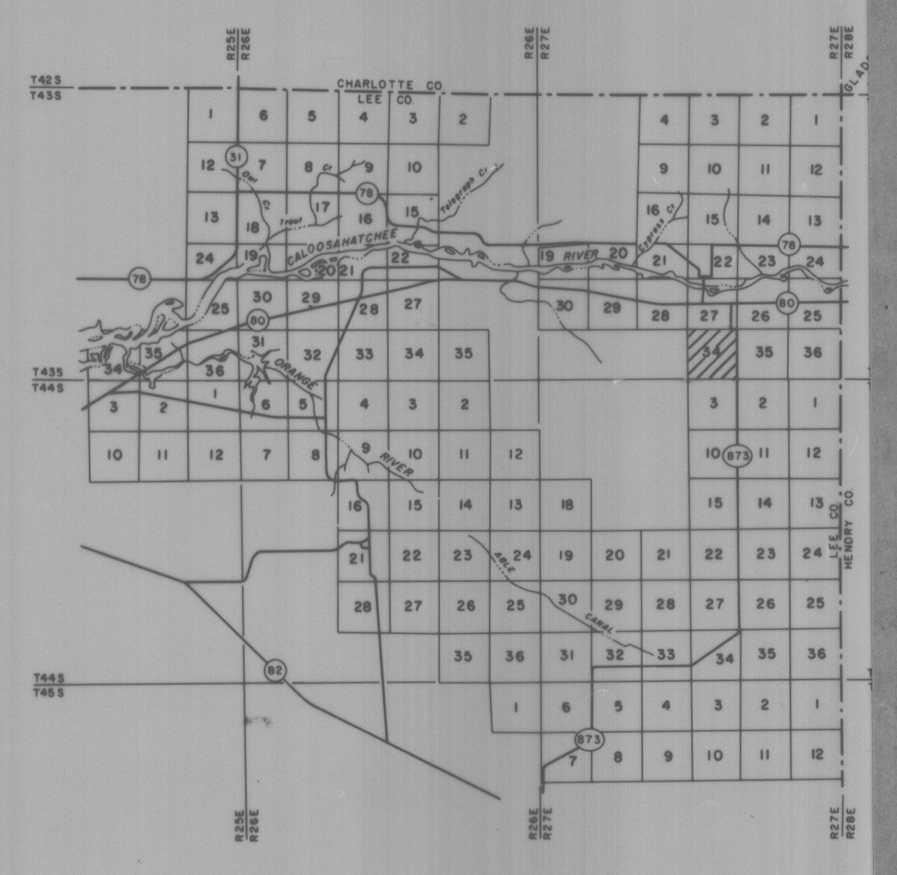 R25E R26E
R26E R27E
R27E R28E
GLAD
T42S
T43S
CHARLOTTE CO.
LEE CO.
1 6 5 4 3 2 4 3 2 1
31
12 7 8 Cr 9 10 9 10 11 12
Owl Cr
78
Telegraph Cr
13 18 17 Trout 16 15 16 15 14 13
Cypress Cr
CALOOSAHATCHEE RIVER
78
24 19 20 21 22 19 20 21 22 23 24
78
25 30 29 28 27 30 29 28 27 26 25
80
80
34 35 36 31 32 33 34 35 34 35 36
ORANGE RIVER
T43S
T44S
3 2 1 6 5 4 3 2 3 2 1
10 11 12 7 8 9 10 11 12 10 11 12
873
16 15 14 13 18 15 14 13
LEE CO.
HENDRY CO.
21 22 23 24 19 20 21 22 23 24
ABLE CANAL
28 27 26 25 30 29 28 27 26 25
35 36 31 32 33 34 35 36
82
T44S
T45S
1 6 5 4 3 2 1
873
7 8 9 10 11 12
R25E R26E
R26E R27E
R27E R28E